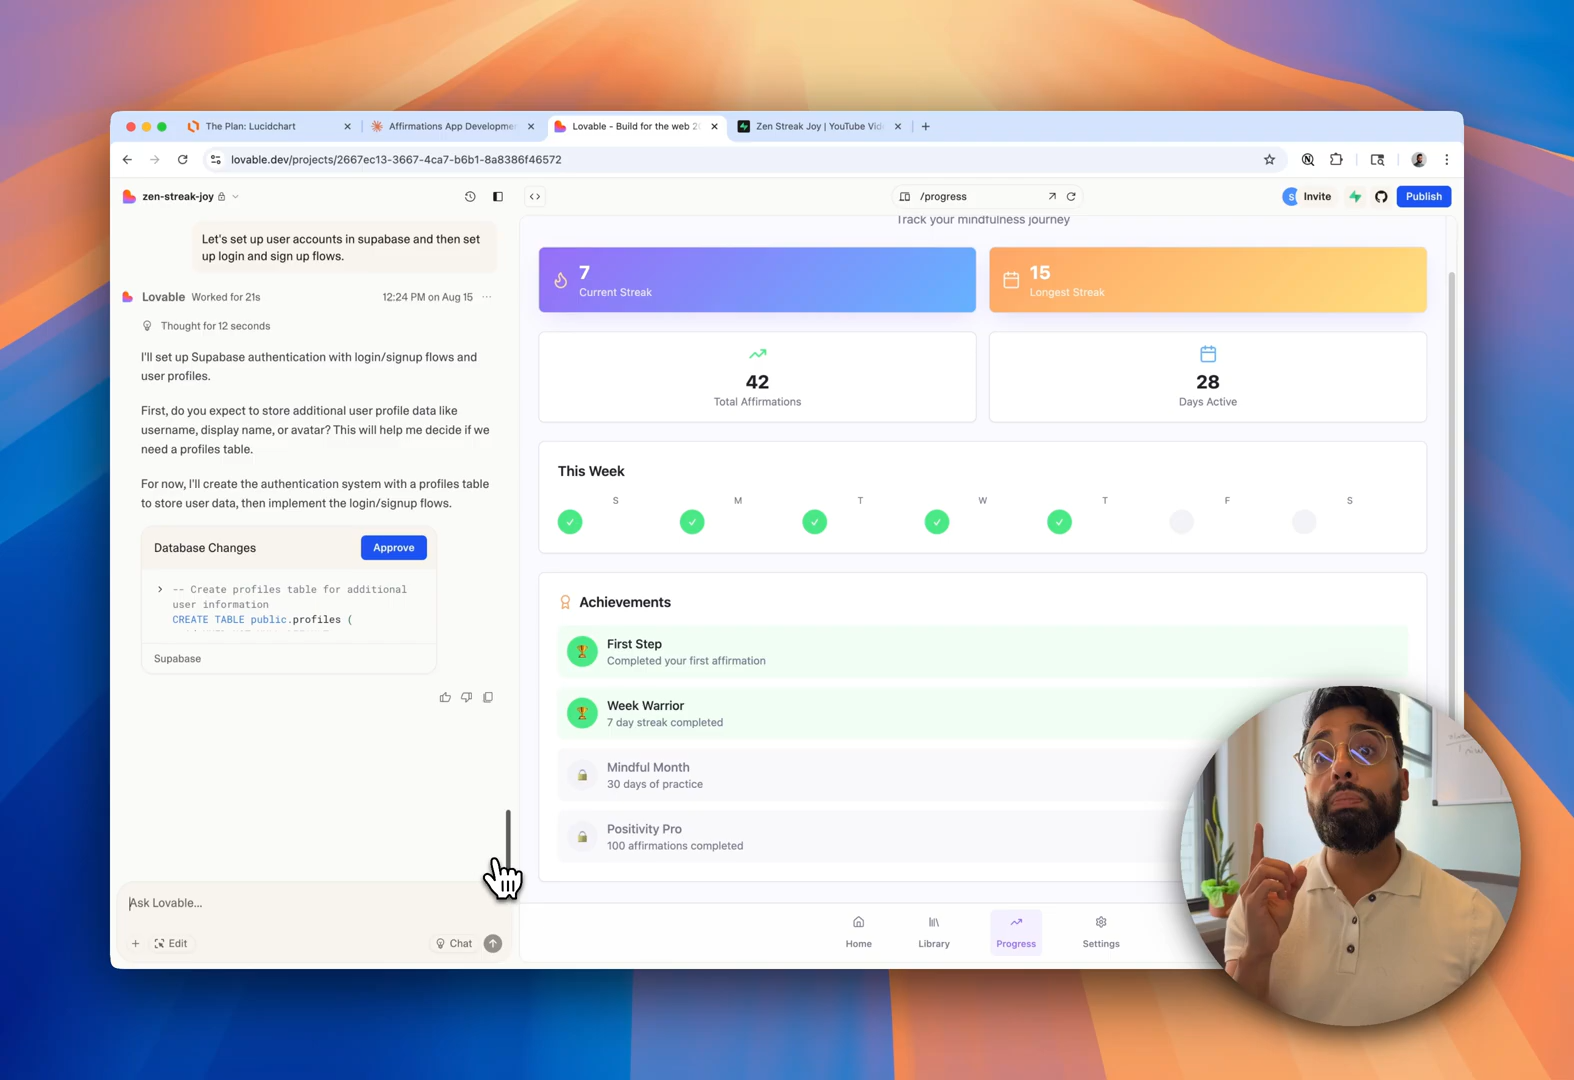 The Plan: Lucidchart
Affirmations App Developmen
Lovable - Build for the web 20
Zen Streak Joy | YouTube Vid
lovable.dev/projects/2667ec13-3667-4ca7-b6b1-8a8386f46572
zen-streak-joy
/progress
S
Invite
Publish
Let's set up user accounts in supabase and then set
up login and sign up flows.
Lovable Worked for 21s
12:24 PM on Aug 15
Thought for 12 seconds
I'll set up Supabase authentication with login/signup flows and
user profiles.
First, do you expect to store additional user profile data like
username, display name, or avatar? This will help me decide if we
need a profiles table.
For now, I'll create the authentication system with a profiles table
to store user data, then implement the login/signup flows.
Database Changes
Approve
-- Create profiles table for additional
user information
CREATE TABLE public.profiles (
Supabase
Ask Lovable...
Edit
Chat
Track your mindfulness journey
7
Current Streak
15
Longest Streak
42
Total Affirmations
28
Days Active
This Week
S M T W T F S
Achievements
First Step
Completed your first affirmation
Week Warrior
7 day streak completed
Mindful Month
30 days of practice
Positivity Pro
100 affirmations completed
Home
Library
Progress
Settings